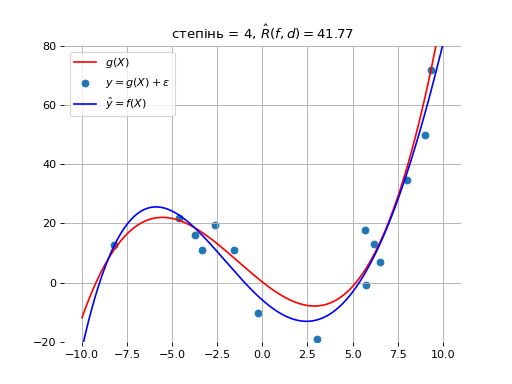 степінь = 4, R̂(f, d) = 41.77
g(X)
y = g(X) + ε
ŷ = f(X)
80
60
40
20
0
−20
−10.0 −7.5 −5.0 −2.5 0.0 2.5 5.0 7.5 10.0